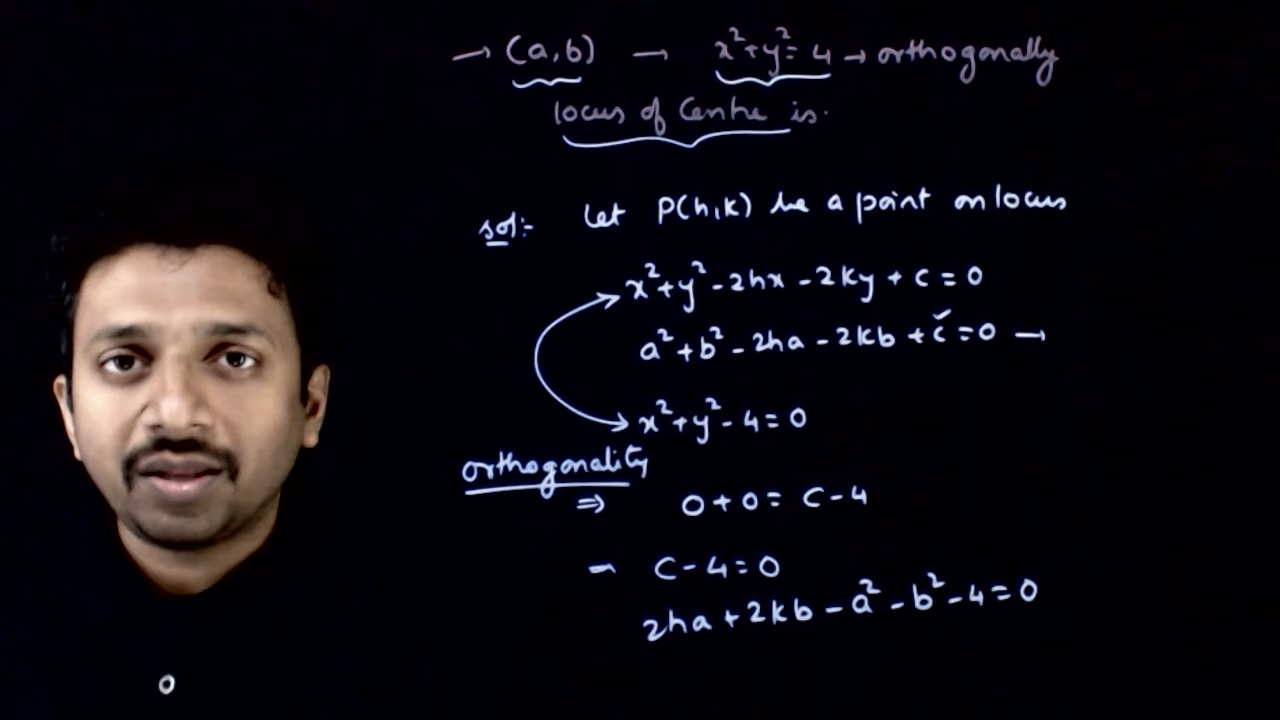 → (a,b) — x²+y²= 4 → orthogonally
locus of Centre is.
sol:- Let P(h,k) be a point on locus
x²+y²-2hx-2ky+c=0
a²+b²-2ha-2kb+c=0 →
x²+y²-4=0
orthogonality
⇒ 0+0= c-4
- c-4=0
2ha+2kb-a²-b²-4=0